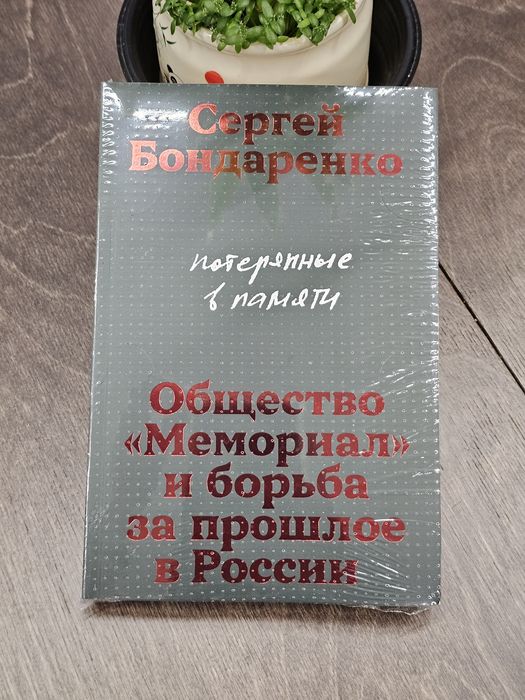 Сергей
Бондаренко
потерянные
в памяти
Общество
«Мемориал»
и борьба
за прошлое
в России